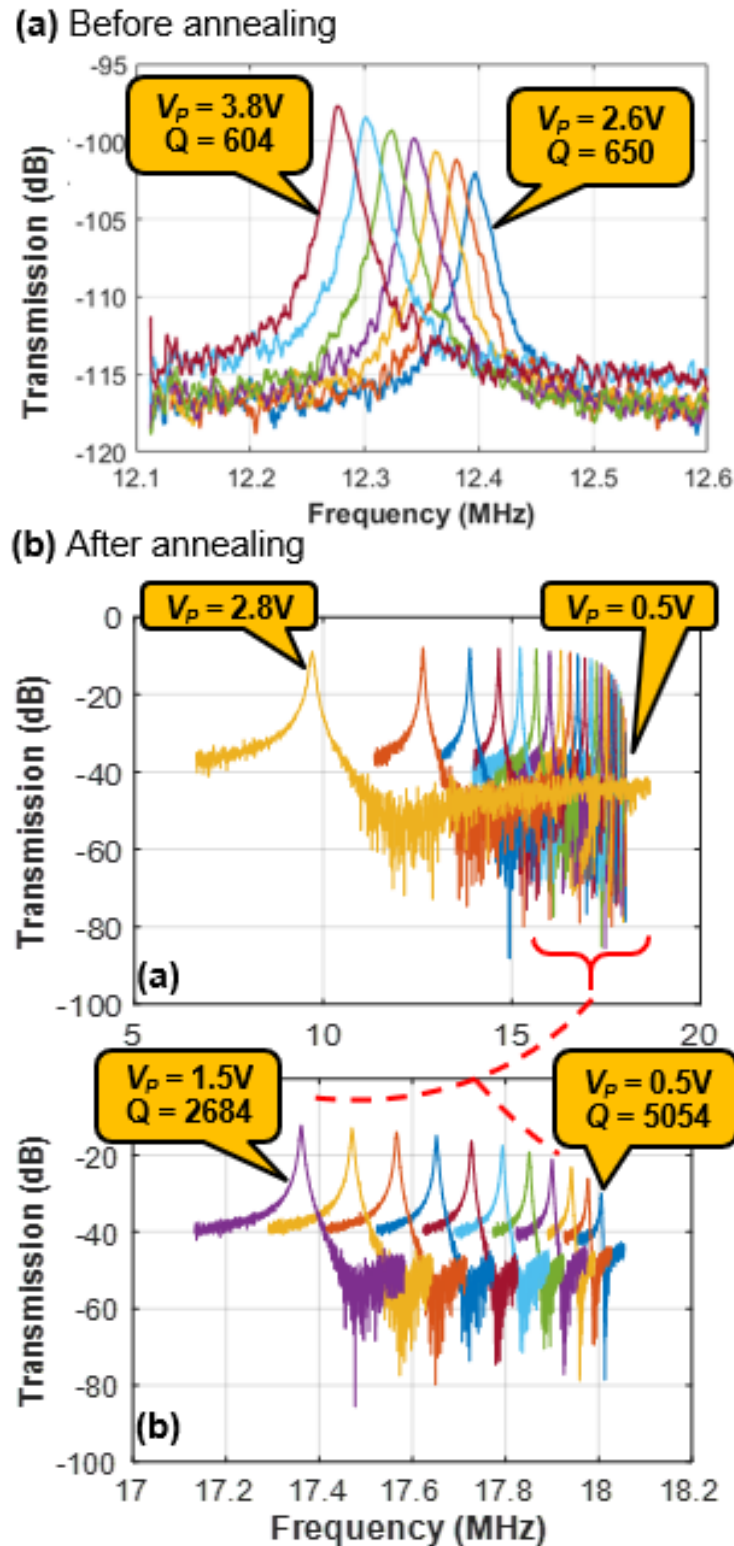 (a) Before annealing
-95
-100
-105
-110
-115
-120
Transmission (dB)
V_P = 3.8V
Q = 604
V_P = 2.6V
Q = 650
12.1 12.2 12.3 12.4 12.5 12.6
Frequency (MHz)
(b) After annealing
0
-20
-40
-60
-80
-100
Transmission (dB)
V_P = 2.8V
V_P = 0.5V
(a)
5 10 15 20
V_P = 1.5V
Q = 2684
V_P = 0.5V
Q = 5054
-20
-40
-60
-80
-100
Transmission (dB)
(b)
17 17.2 17.4 17.6 17.8 18 18.2
Frequency (MHz)